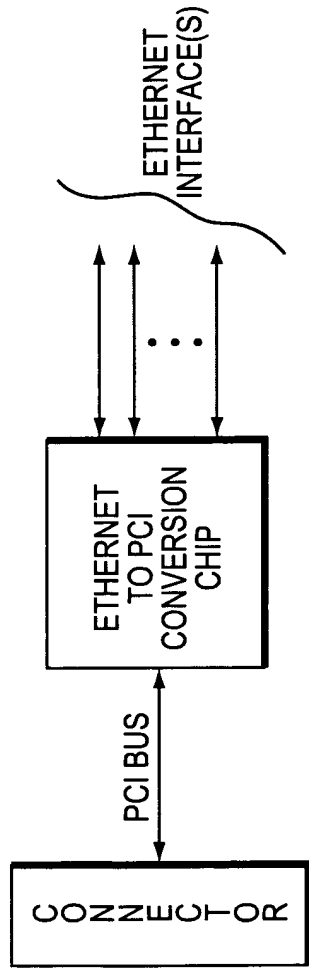 CONNECTOR
PCI BUS
ETHERNET
TO PCI
CONVERSION
CHIP
ETHERNET
INTERFACE(S)